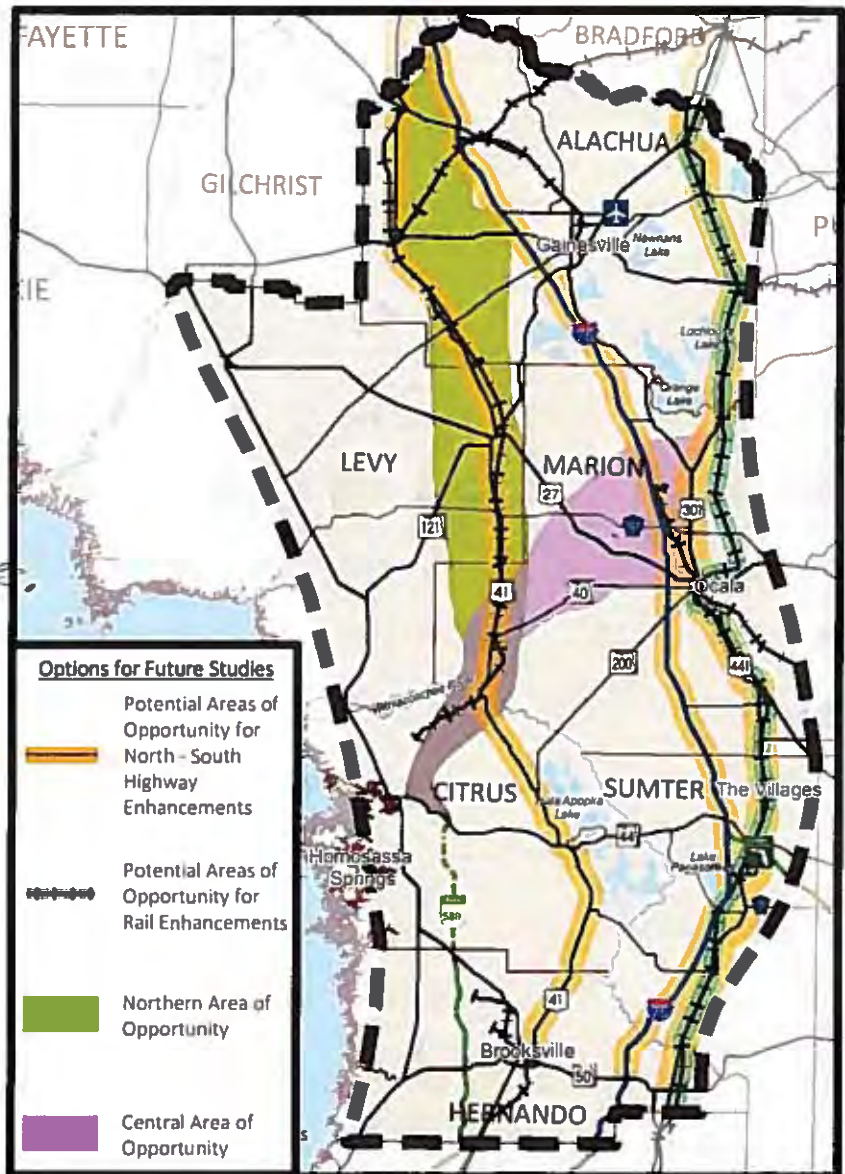 FAYETTE
BRADFORD
ALACHUA
GILCHRIST
Gainesville
Newnans
Lake
KIE
Lochloosa
Lake
Orange
Lake
LEVY
MARION
27
301
121
41
40
Ocala
200
441
Options for Future Studies
Potential Areas of
Opportunity for
North - South
Highway
Enhancements
Potential Areas of
Opportunity for
Rail Enhancements
Northern Area of
Opportunity
Central Area of
Opportunity
CITRUS
SUMTER
The Villages
Lake
Panasoffkee
44
Homosassa
Springs
589
41
Brooksville
50
HERNANDO